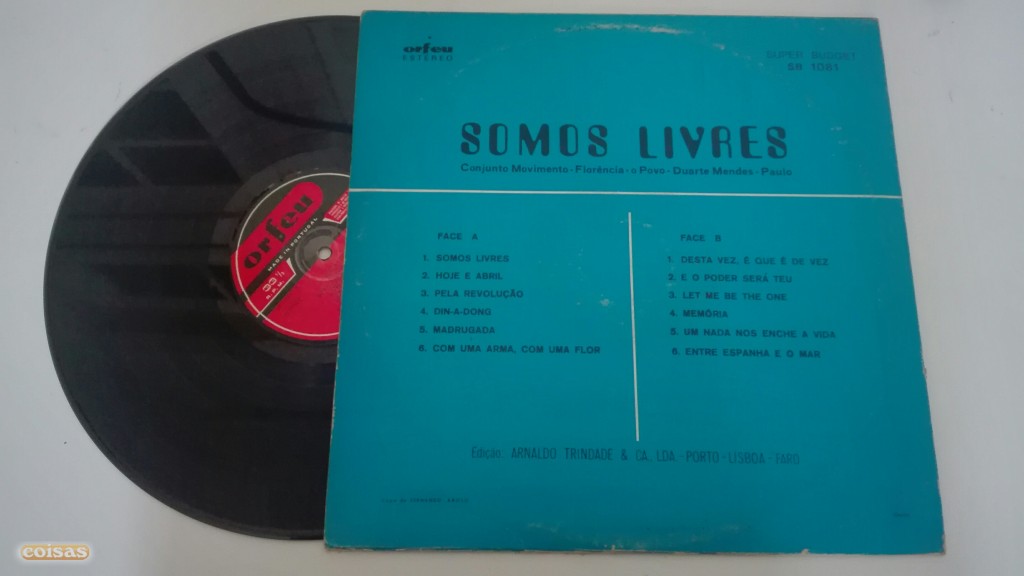 orfeu
ESTEREO
SUPER BUDGET
SR 1061
SOMOS LIVRES
Conjunto Movimento - Florência - o Povo - Duarte Mendes - Paulo
FACE A
1. SOMOS LIVRES
2. HOJE E ABRIL
3. PELA REVOLUÇÃO
4. DIN-A-DONG
5. MADRUGADA
6. COM UMA ARMA, COM UMA FLOR
FACE B
1. DESTA VEZ, É QUE É DE VEZ
2. E O PODER SERÁ TEU
3. LET ME BE THE ONE
4. MEMÓRIA
5. UM NADA NOS ENCHE A VIDA
6. ENTRE ESPANHA E O MAR
Edição: ARNALDO TRINDADE & CA. LDA. - PORTO - LISBOA - FARO
orfeu
MADE IN PORTUGAL
33⅓
R.P.M.
coisas